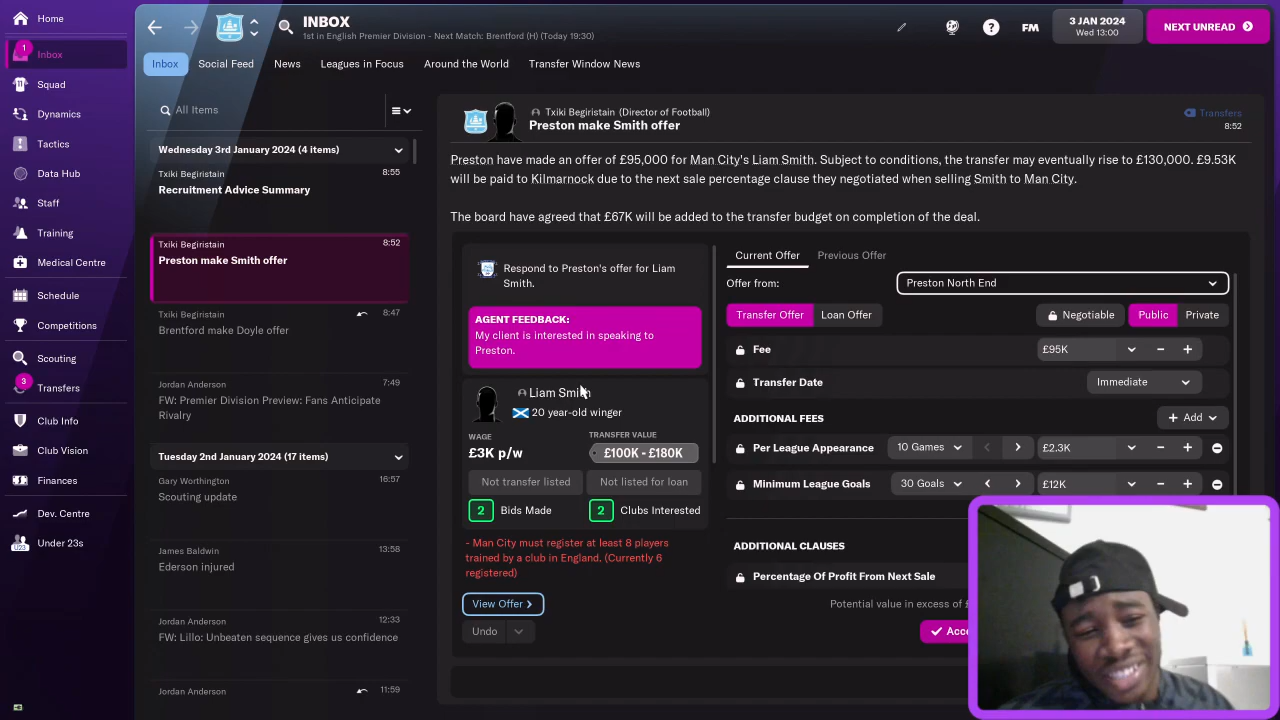 Home
1
Inbox
Squad
Dynamics
Tactics
Data Hub
Staff
Training
Medical Centre
Schedule
Competitions
Scouting
3
Transfers
Club Info
Club Vision
Finances
Dev. Centre
U23
Under 23s
INBOX
1st in English Premier Division - Next Match: Brentford (H) (Today 19:30)
?
FM
3 JAN 2024
Wed 13:00
NEXT UNREAD
Inbox
Social Feed
News
Leagues in Focus
Around the World
Transfer Window News
All Items
Wednesday 3rd January 2024 (4 items)
Txiki Begiristain
8:55
Recruitment Advice Summary
Txiki Begiristain
8:52
Preston make Smith offer
Txiki Begiristain
8:47
Brentford make Doyle offer
Jordan Anderson
7:49
FW: Premier Division Preview: Fans Anticipate
Rivalry
Tuesday 2nd January 2024 (17 items)
Gary Worthington
16:57
Scouting update
James Baldwin
13:58
Ederson injured
Jordan Anderson
12:33
FW: Lillo: Unbeaten sequence gives us confidence
Jordan Anderson
11:59
Txiki Begiristain (Director of Football)
Preston make Smith offer
Transfers
8:52
Preston have made an offer of £95,000 for Man City's Liam Smith. Subject to conditions, the transfer may eventually rise to £130,000. £9.53K
will be paid to Kilmarnock due to the next sale percentage clause they negotiated when selling Smith to Man City.
The board have agreed that £67K will be added to the transfer budget on completion of the deal.
Respond to Preston's offer for Liam
Smith.
AGENT FEEDBACK:
My client is interested in speaking to
Preston.
Liam Smith
20 year-old winger
WAGE
TRANSFER VALUE
£3K p/w
£100K - £180K
Not transfer listed
Not listed for loan
2 Bids Made
2 Clubs Interested
- Man City must register at least 8 players
trained by a club in England. (Currently 6
registered)
View Offer
Undo
Current Offer
Previous Offer
Offer from:
Preston North End
Transfer Offer
Loan Offer
Negotiable
Public
Private
Fee
£95K
Transfer Date
Immediate
ADDITIONAL FEES
Add
Per League Appearance
10 Games
£2.3K
Minimum League Goals
30 Goals
£12K
ADDITIONAL CLAUSES
Percentage Of Profit From Next Sale
Potential value in excess of £
Acce